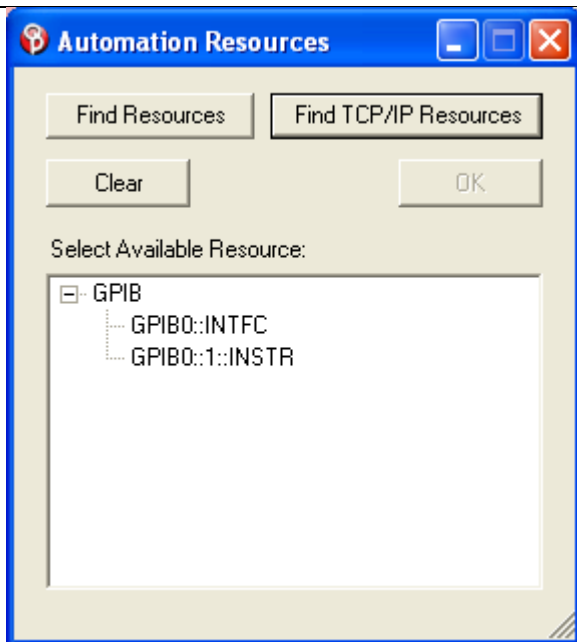 Automation Resources
Find Resources Find TCP/IP Resources
Clear OK
Select Available Resource:
GPIB
GPIB0::INTFC
GPIB0::1::INSTR